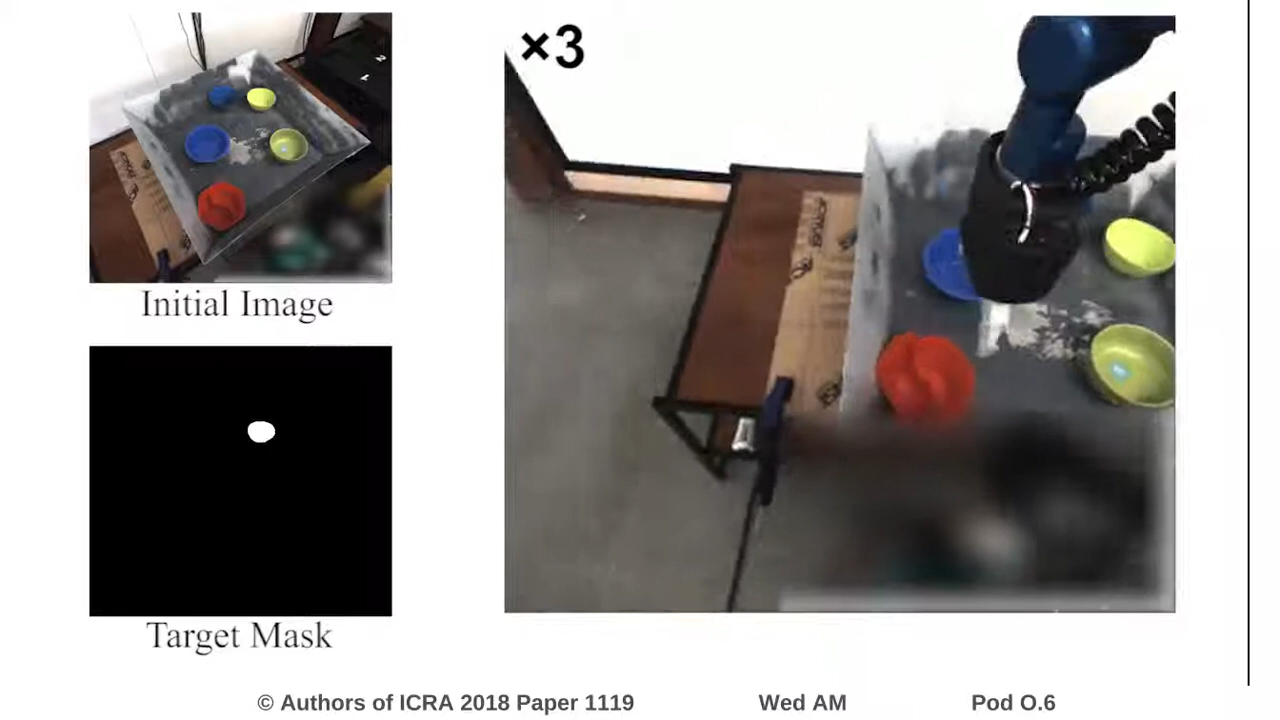 ×3
Initial Image
Target Mask
© Authors of ICRA 2018 Paper 1119 Wed AM Pod O.6